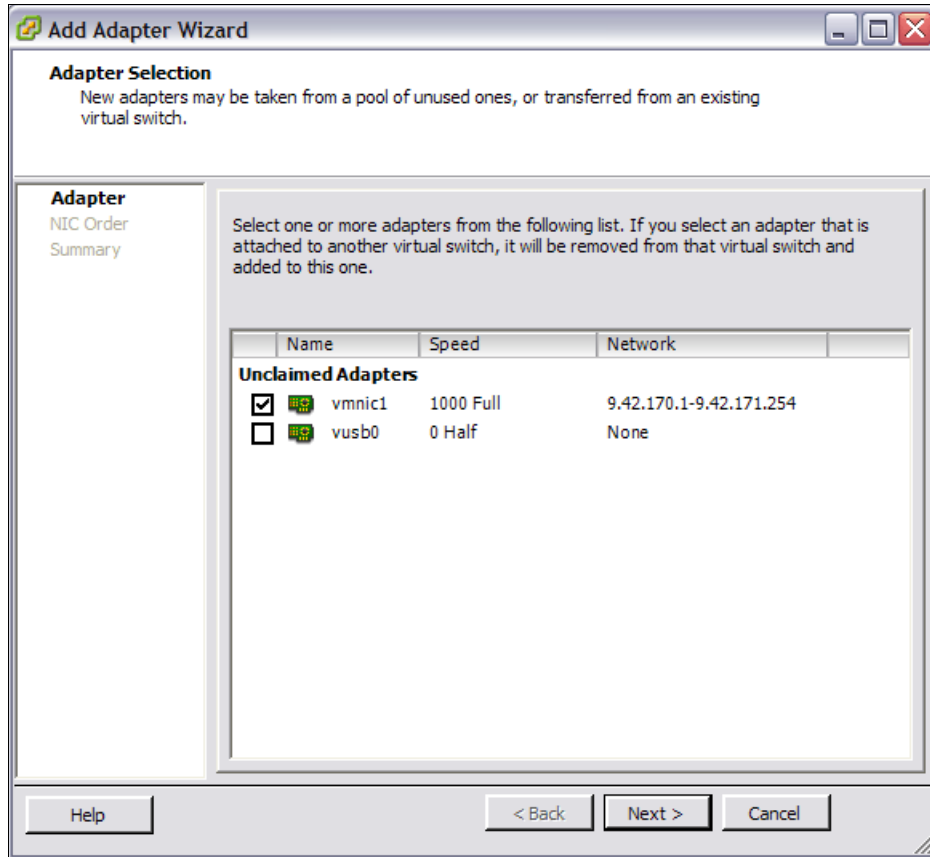 Add Adapter Wizard
Adapter Selection
New adapters may be taken from a pool of unused ones, or transferred from an existing
virtual switch.
Adapter
NIC Order
Summary
Select one or more adapters from the following list. If you select an adapter that is
attached to another virtual switch, it will be removed from that virtual switch and
added to this one.
Name Speed Network
Unclaimed Adapters
vmnic1 1000 Full 9.42.170.1-9.42.171.254
vusb0 0 Half None
Help < Back Next > Cancel